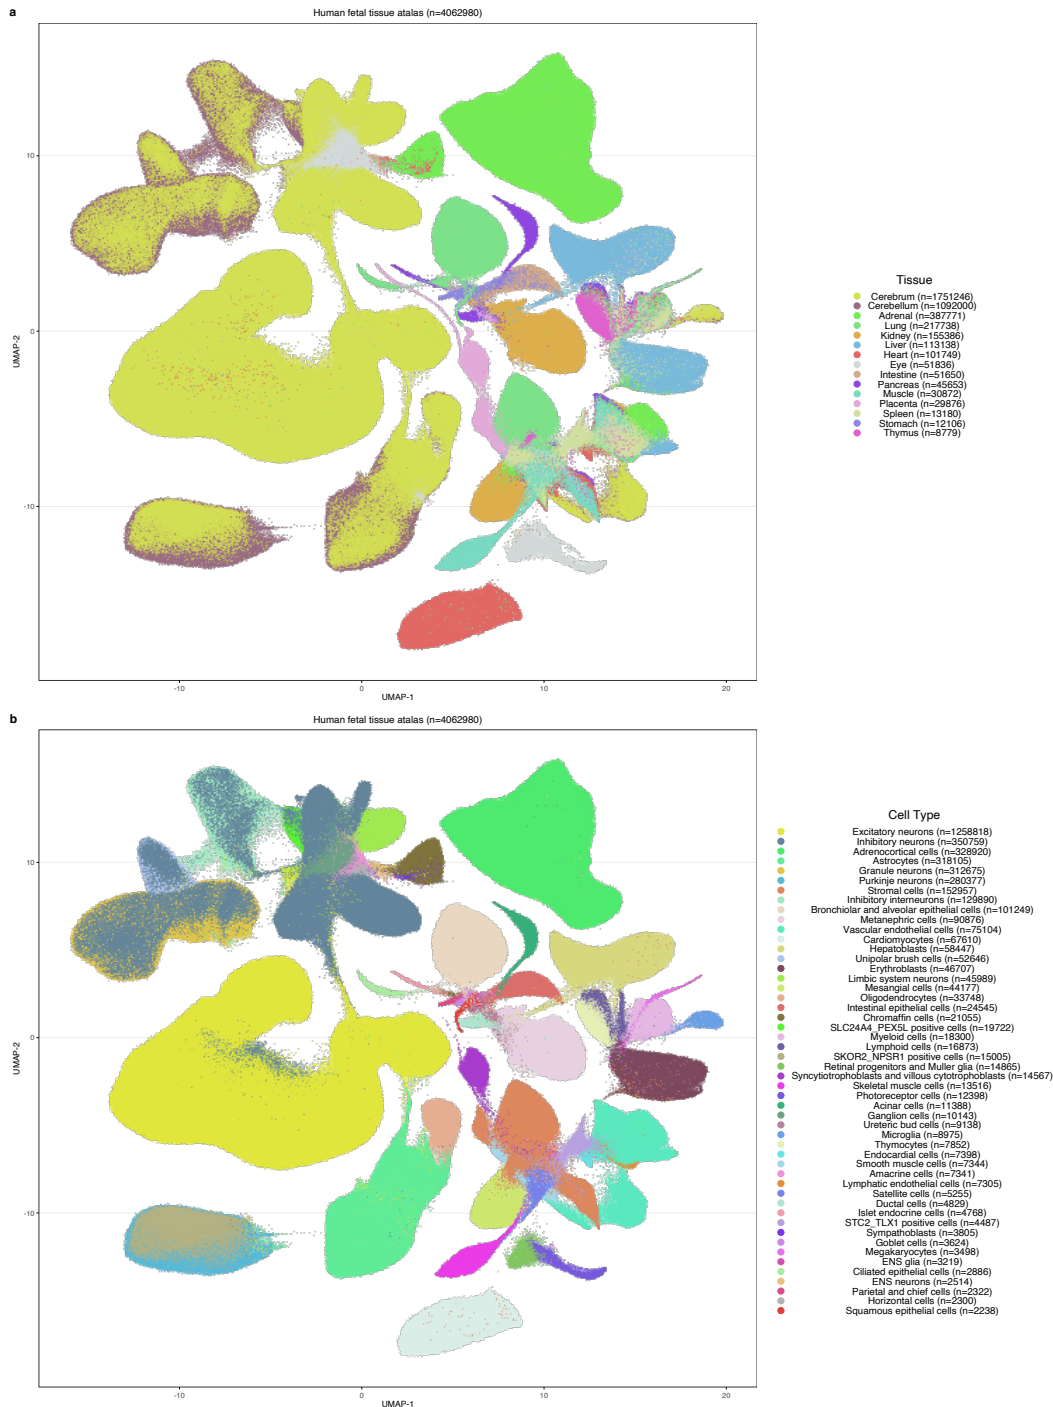 a
Human fetal tissue atalas (n=4062980)
10
0
-10
UMAP-2
-10
0
10
20
UMAP-1
Tissue
Cerebrum (n=1751246)
Cerebellum (n=1092000)
Adrenal (n=387771)
Lung (n=217738)
Kidney (n=155386)
Liver (n=113138)
Heart (n=101749)
Eye (n=51836)
Intestine (n=51650)
Pancreas (n=45653)
Muscle (n=30872)
Placenta (n=29876)
Spleen (n=13180)
Stomach (n=12106)
Thymus (n=8779)
b
Human fetal tissue atalas (n=4062980)
10
0
-10
UMAP-2
-10
0
10
20
UMAP-1
Cell Type
Excitatory neurons (n=1258818)
Inhibitory neurons (n=350759)
Adrenocortical cells (n=328920)
Astrocytes (n=318105)
Granule neurons (n=312675)
Purkinje neurons (n=280377)
Stromal cells (n=152957)
Inhibitory interneurons (n=129890)
Bronchiolar and alveolar epithelial cells (n=101249)
Metanephric cells (n=90876)
Vascular endothelial cells (n=75104)
Cardiomyocytes (n=67610)
Hepatoblasts (n=58447)
Unipolar brush cells (n=52646)
Erythroblasts (n=46707)
Limbic system neurons (n=45989)
Mesangial cells (n=44177)
Oligodendrocytes (n=33748)
Intestinal epithelial cells (n=24545)
Chromaffin cells (n=21055)
SLC24A4_PEX5L positive cells (n=19722)
Myeloid cells (n=18300)
Lymphoid cells (n=16873)
SKOR2_NPSR1 positive cells (n=15005)
Retinal progenitors and Muller glia (n=14865)
Syncytiotrophoblasts and villous cytotrophoblasts (n=14567)
Skeletal muscle cells (n=13516)
Photoreceptor cells (n=12398)
Acinar cells (n=11388)
Ganglion cells (n=10143)
Ureteric bud cells (n=9138)
Microglia (n=8975)
Thymocytes (n=7852)
Endocardial cells (n=7398)
Smooth muscle cells (n=7344)
Amacrine cells (n=7341)
Lymphatic endothelial cells (n=7305)
Satellite cells (n=5255)
Ductal cells (n=4829)
Islet endocrine cells (n=4768)
STC2_TLX1 positive cells (n=4487)
Sympathoblasts (n=3805)
Goblet cells (n=3624)
Megakaryocytes (n=3498)
ENS glia (n=3219)
Ciliated epithelial cells (n=2886)
ENS neurons (n=2514)
Parietal and chief cells (n=2322)
Horizontal cells (n=2300)
Squamous epithelial cells (n=2238)